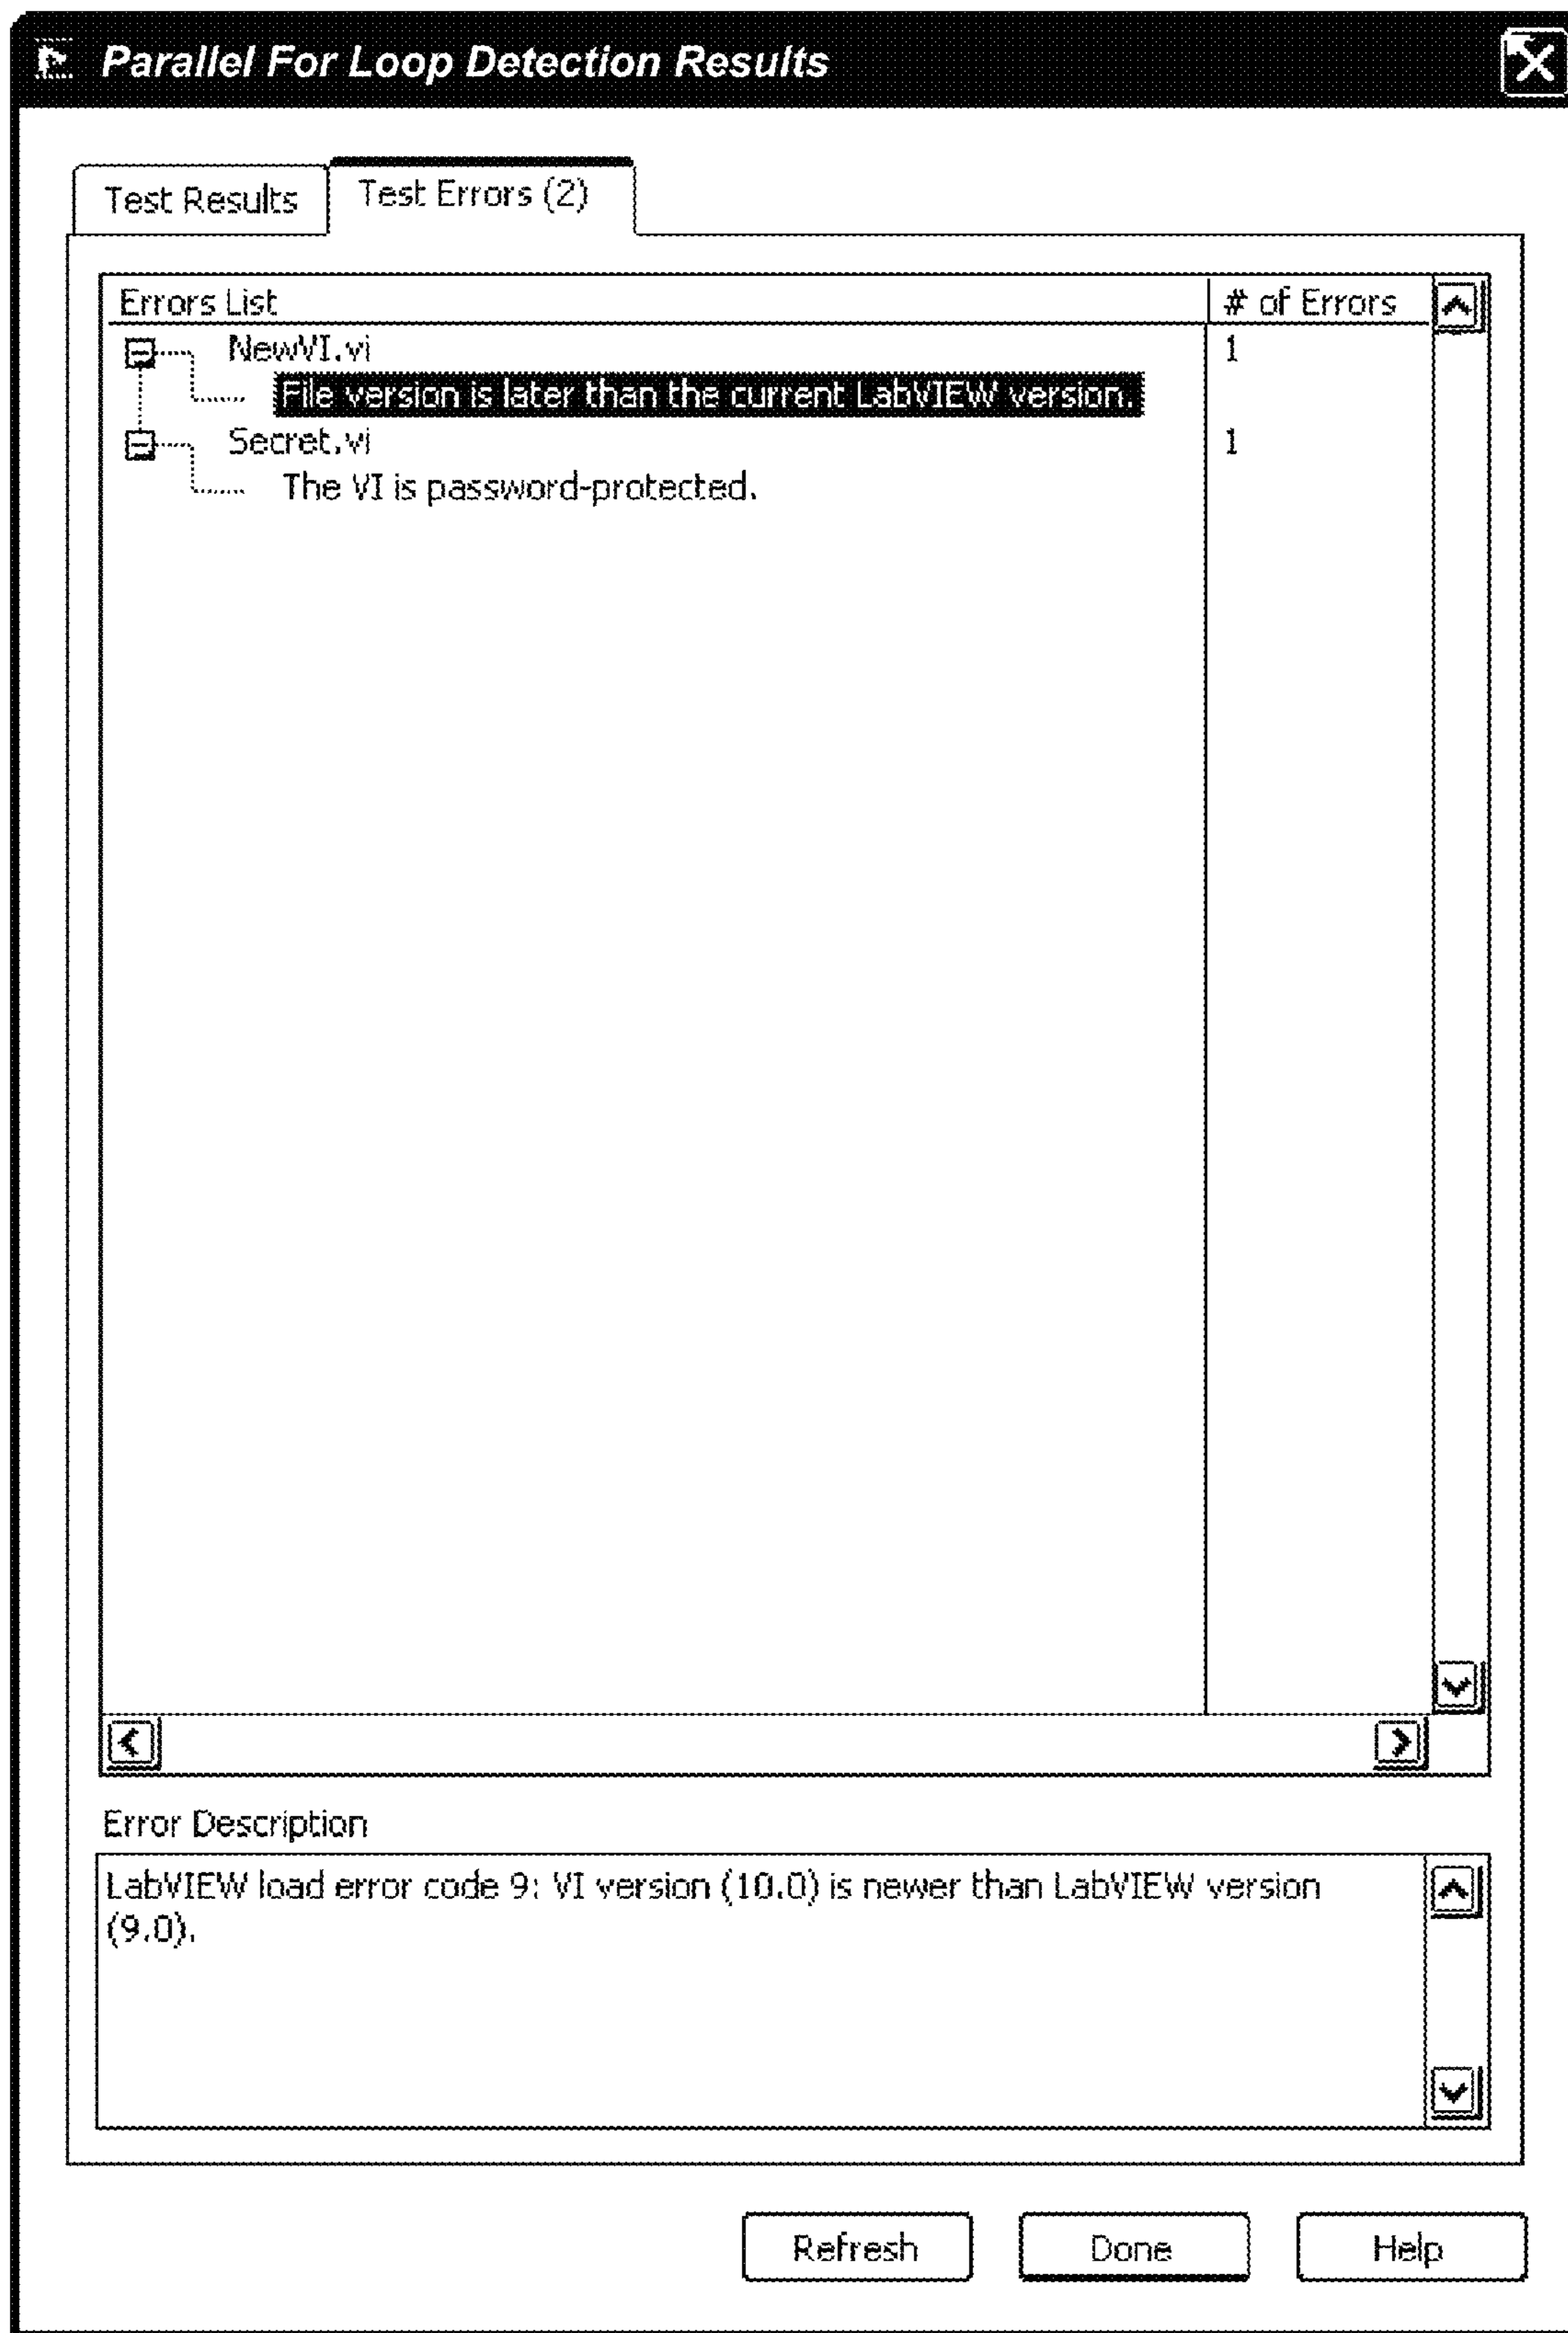 Parallel For Loop Detection Results
Test Results
Test Errors (2)
Errors List
# of Errors
NewVI.vi
1
File version is later than the current LabVIEW version.
Secret.vi
1
The VI is password-protected.
Error Description
LabVIEW load error code 9: VI version (10.0) is newer than LabVIEW version
(9.0).
Refresh
Done
Help